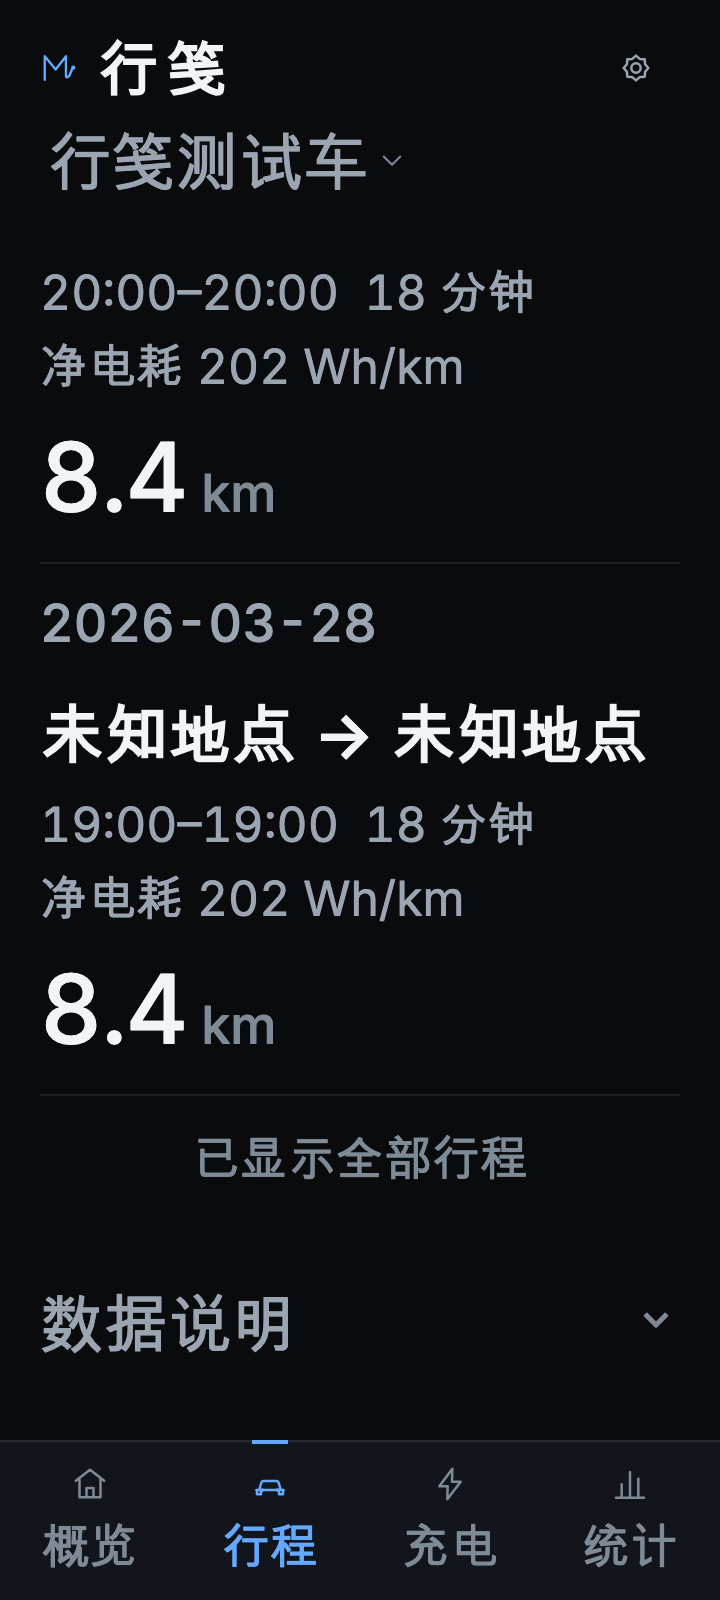 行笺
行笺测试车
20:00–20:00 18 分钟
净电耗 202 Wh/km
8.4 km
2026-03-28
未知地点 → 未知地点
19:00–19:00 18 分钟
净电耗 202 Wh/km
8.4 km
已显示全部行程
数据说明
概览 行程 充电 统计